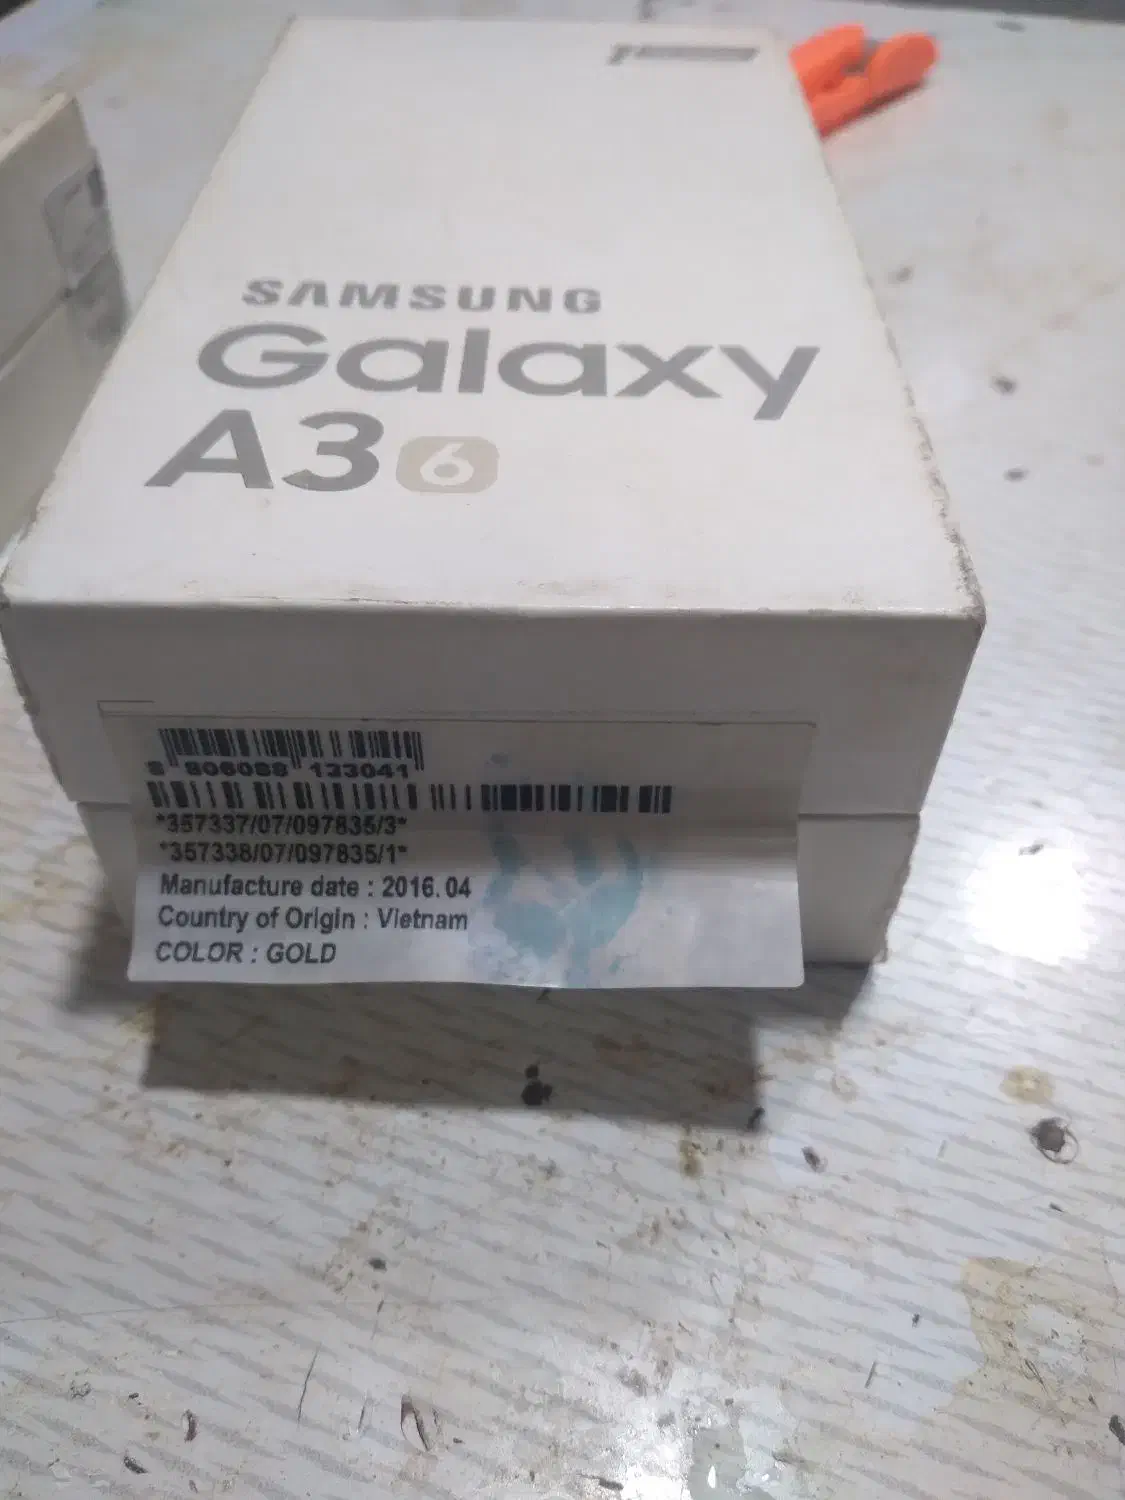 SAMSUNG
Galaxy
A3 6
8 806088 133041
*357337/07/097835/3*
*357338/07/097835/1*
Manufacture date : 2016.04
Country of Origin : Vietnam
COLOR : GOLD